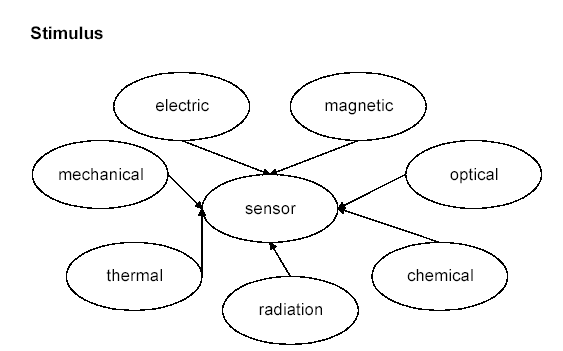 Stimulus
electric
magnetic
mechanical
optical
sensor
thermal
chemical
radiation